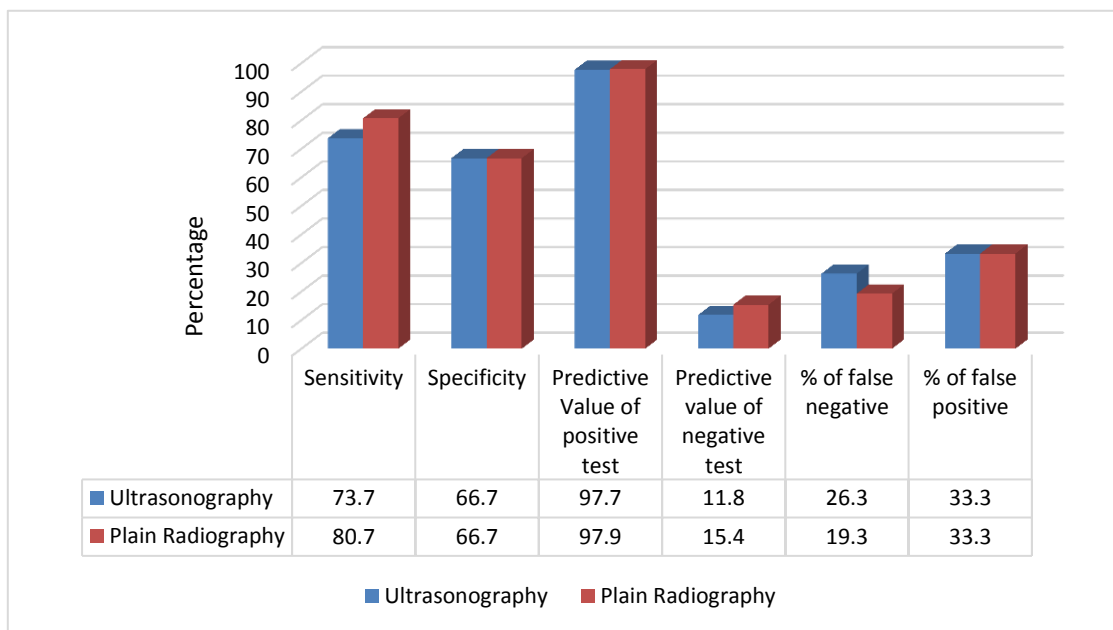 Percentage
100
90
80
70
60
50
40
30
20
10
0
Sensitivity
Specificity
Predictive
Value of
positive
test
Predictive
value of
negative
test
% of false
negative
% of false
positive
Ultrasonography 73.7 66.7 97.7 11.8 26.3 33.3
Plain Radiography 80.7 66.7 97.9 15.4 19.3 33.3
Ultrasonography Plain Radiography